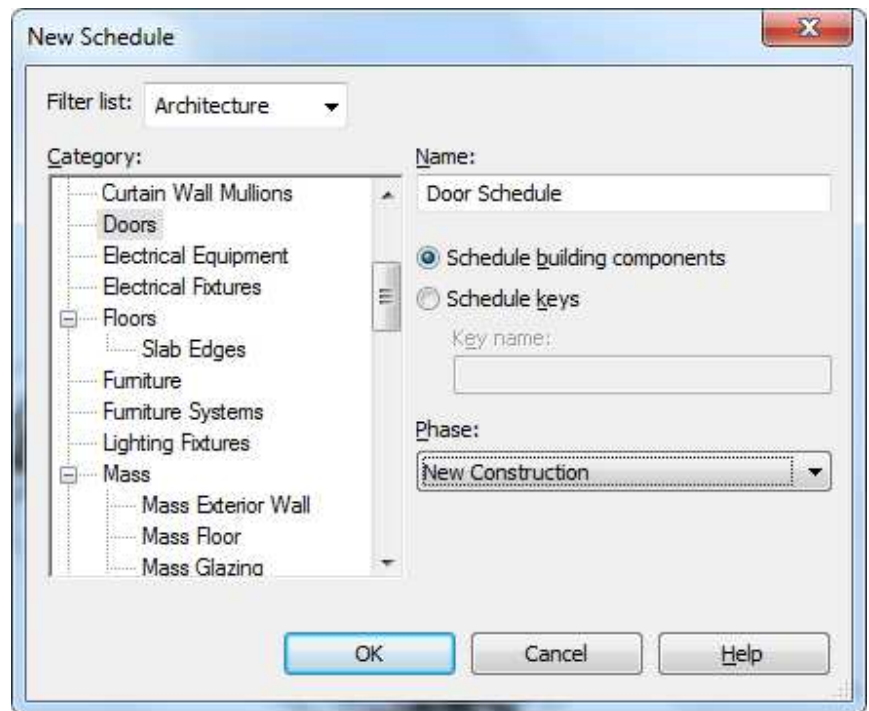 New Schedule
Filter list: Architecture
Category:
Curtain Wall Mullions
Doors
Electrical Equipment
Electrical Fixtures
Floors
Slab Edges
Furniture
Furniture Systems
Lighting Fixtures
Mass
Mass Exterior Wall
Mass Floor
Mass Glazing
Name:
Door Schedule
Schedule building components
Schedule keys
Key name:
Phase:
New Construction
OK Cancel Help